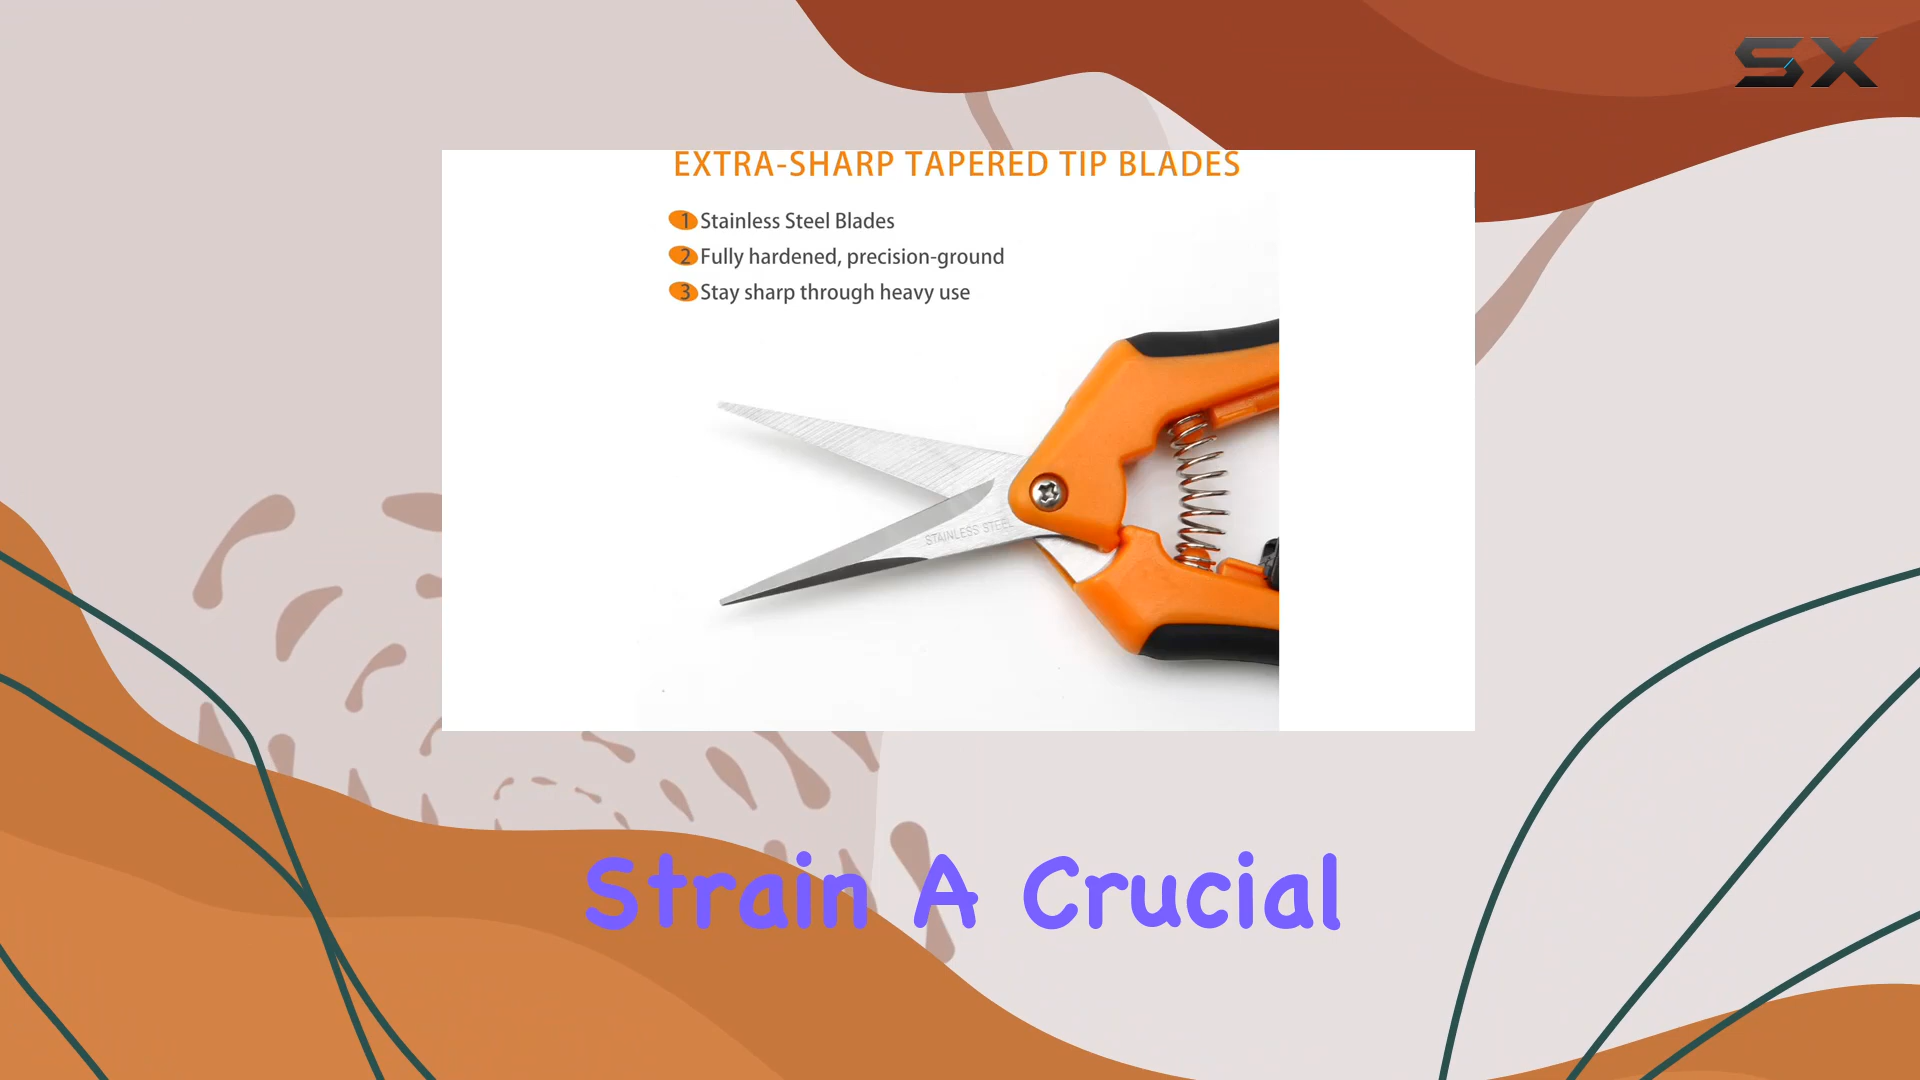 SX
EXTRA-SHARP TAPERED TIP BLADES
1 Stainless Steel Blades
2 Fully hardened, precision-ground
3 Stay sharp through heavy use
STAINLESS STEEL
Strain A Crucial